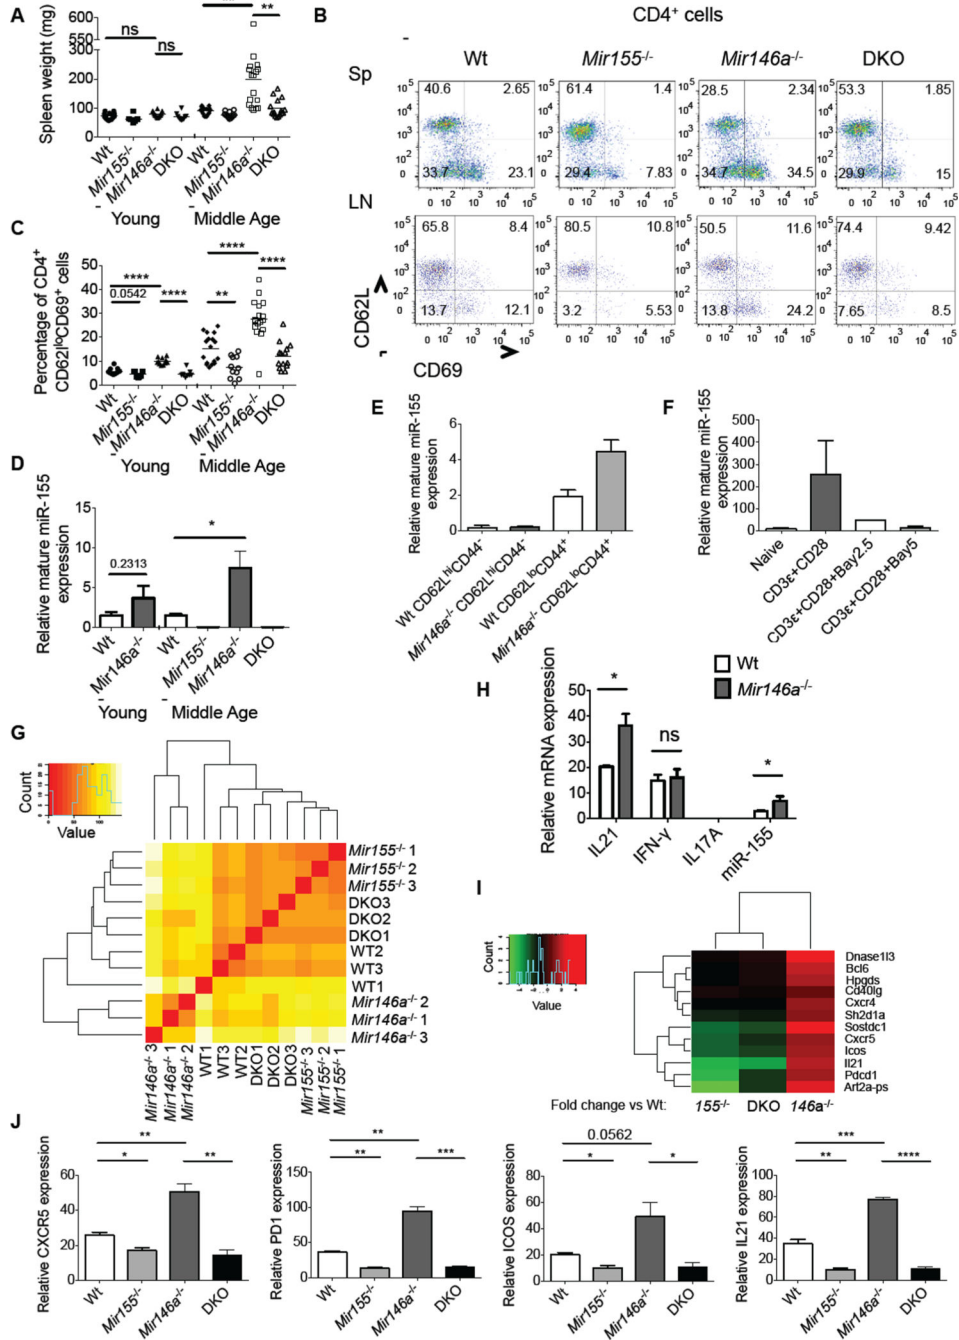 A
Spleen weight (mg)
600
550
300
200
100
0
ns
ns
**
**
Wt
Mir155-/-
Mir146a-/-
DKO
Wt
Mir155-/-
Mir146a-/-
DKO
Young
Middle Age
B
CD4+ cells
Wt
Mir155-/-
Mir146a-/-
DKO
Sp
40.6 2.65
33.7 23.1
61.4 1.4
29.4 7.83
28.5 2.34
34.7 34.5
53.3 1.85
29.9 15
LN
65.8 8.4
13.7 12.1
80.5 10.8
3.2 5.53
50.5 11.6
13.8 24.2
74.4 9.42
7.65 8.5
CD62L
CD69
C
Percentage of CD4+
CD62lloCD69+ cells
50
40
30
20
10
0
****
0.0542
****
****
**
****
Wt
Mir155-/-
Mir146a-/-
DKO
Wt
Mir155-/-
Mir146a-/-
DKO
Young
Middle Age
D
Relative mature miR-155
expression
15
10
5
0
0.2313
*
Wt
Mir146a-/-
Wt
Mir155-/-
Mir146a-/-
DKO
Young
Middle Age
E
Relative mature miR-155
expression
6
4
2
0
Wt CD62LhiCD44-
Mir146a-/- CD62LhiCD44-
Wt CD62LloCD44+
Mir146a-/- CD62LloCD44+
F
Relative mature miR-155
expression
500
400
300
200
100
0
Naive
CD3ε+CD28
CD3ε+CD28+Bay2.5
CD3ε+CD28+Bay5
G
Count
Value
Mir155-/- 1
Mir155-/- 2
Mir155-/- 3
DKO3
DKO2
DKO1
WT2
WT3
WT1
Mir146a-/- 2
Mir146a-/- 1
Mir146a-/- 3
Mir146a-/- 3
Mir146a-/- 1
Mir146a-/- 2
WT1
WT3
WT2
DKO1
DKO2
DKO3
Mir155-/- 3
Mir155-/- 2
Mir155-/- 1
H
Wt
Mir146a-/-
Relative mRNA expression
50
40
30
20
10
0
*
ns
*
IL21
IFN-γ
IL17A
miR-155
I
Count
Value
Dnase1l3
Bcl6
Hpgds
Cd40lg
Cxcr4
Sh2d1a
Sostdc1
Cxcr5
Icos
Il21
Pdcd1
Art2a-ps
Fold change vs Wt: 155-/- DKO 146a-/-
J
Relative CXCR5 expression
60
40
20
0
**
*
**
Wt
Mir155-/-
Mir146a-/-
DKO
Relative PD1 expression
150
100
50
0
**
**
***
Wt
Mir155-/-
Mir146a-/-
DKO
Relative ICOS expression
80
60
40
20
0
0.0562
*
*
Wt
Mir155-/-
Mir146a-/-
DKO
Relative IL21 expression
100
75
50
25
0
***
**
****
Wt
Mir155-/-
Mir146a-/-
DKO